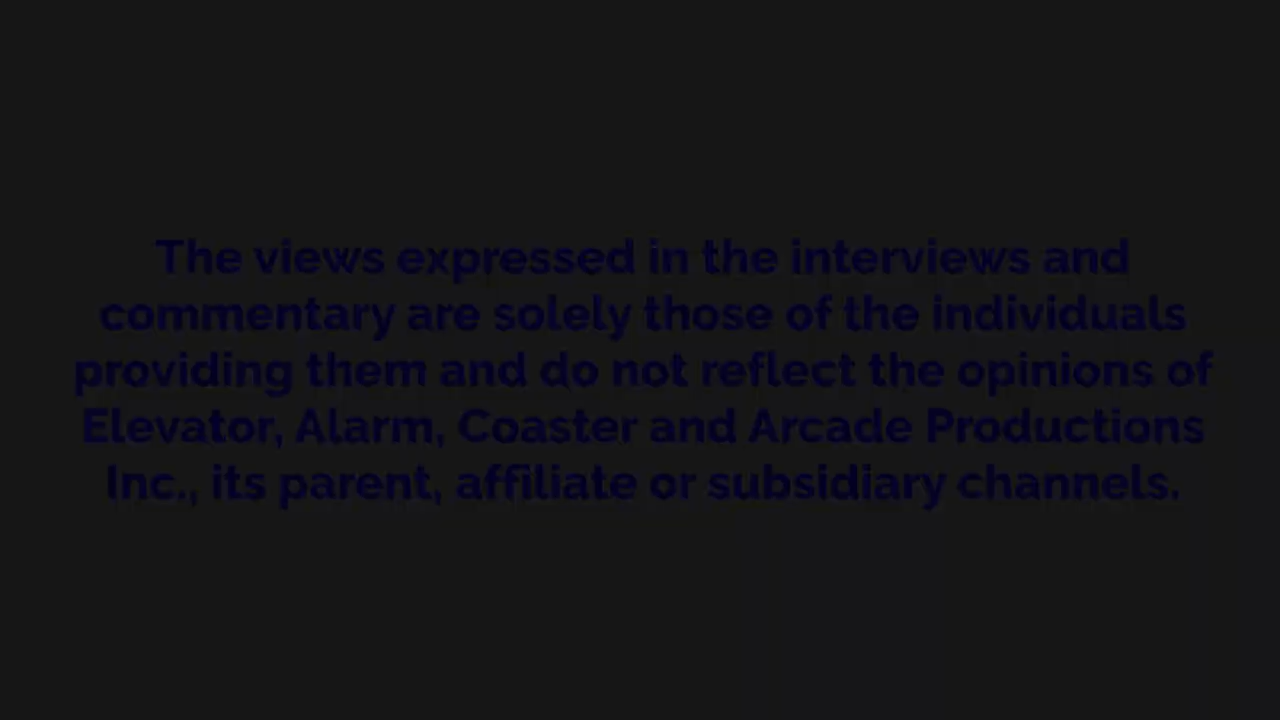 The views expressed in the interviews and
commentary are solely those of the individuals
providing them and do not reflect the opinions of
Elevator, Alarm, Coaster and Arcade Productions
Inc., its parent, affiliate or subsidiary channels.